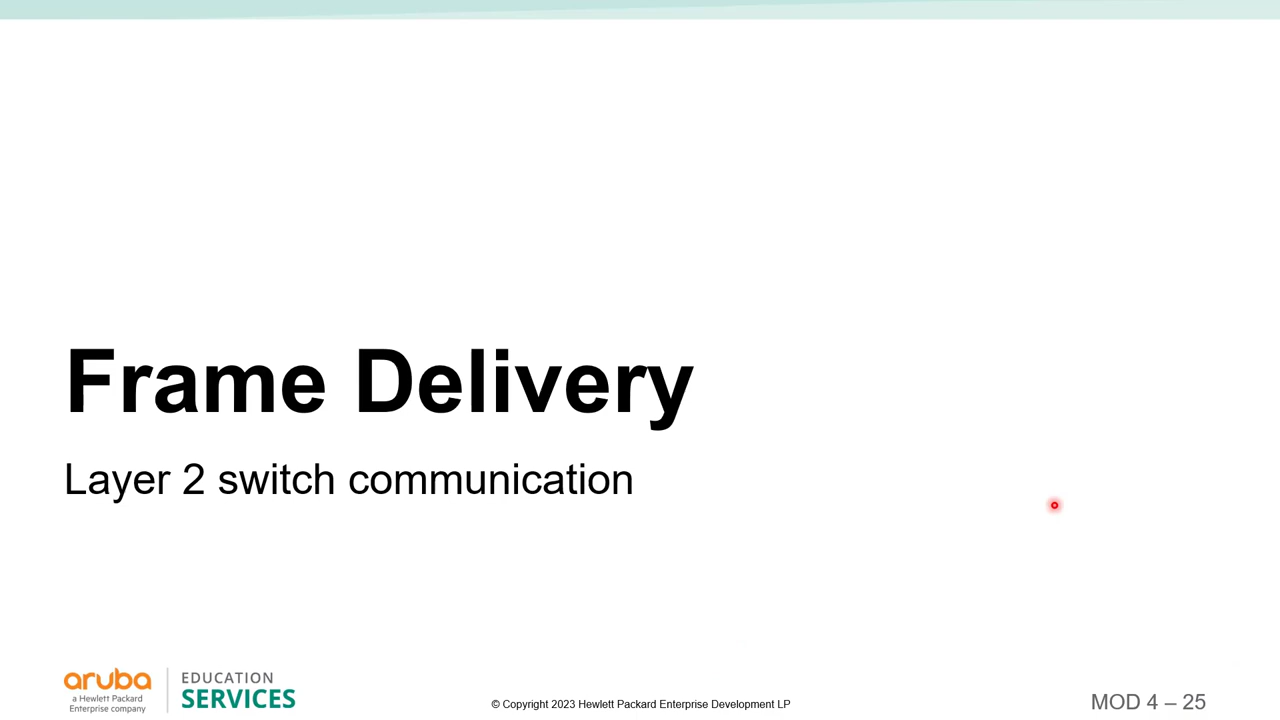 Frame Delivery
Layer 2 switch communication
aruba
a Hewlett Packard
Enterprise company
EDUCATION
SERVICES
© Copyright 2023 Hewlett Packard Enterprise Development LP
MOD 4 – 25